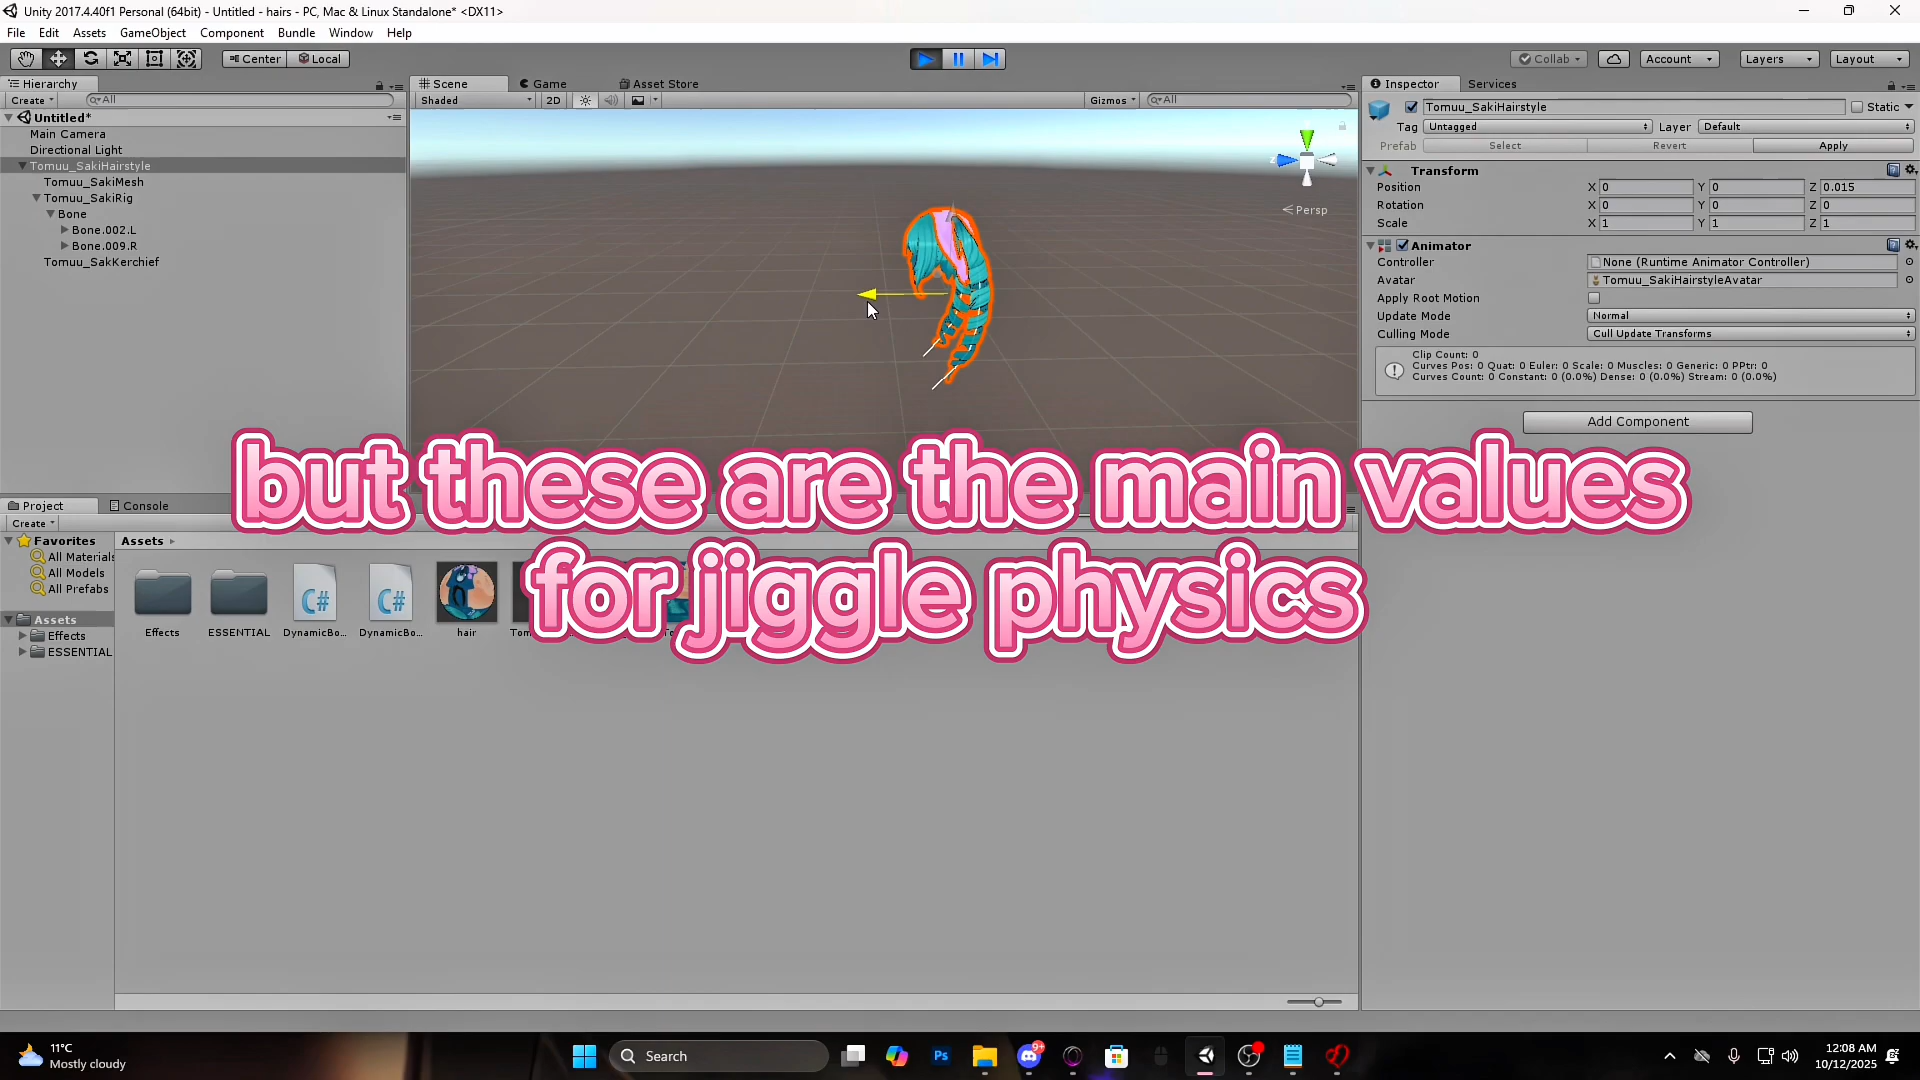 Unity 2017.4.40f1 Personal (64bit) - Untitled - hairs - PC, Mac & Linux Standalone* <DX11>
File Edit Assets GameObject Component Bundle Window Help
Center Local
Collab Account Layers Layout
Hierarchy
Create All
Untitled*
Main Camera
Directional Light
Tomuu_SakiHairstyle
Tomuu_SakiMesh
Tomuu_SakiRig
Bone
Bone.002.L
Bone.009.R
Tomuu_SakKerchief
Scene Game Asset Store
Shaded 2D Gizmos All
Persp
Inspector Services
Tomuu_SakiHairstyle Static
Tag Untagged Layer Default
Prefab Select Revert Apply
Transform
Position X 0 Y 0 Z 0.015
Rotation X 0 Y 0 Z 0
Scale X 1 Y 1 Z 1
Animator
Controller None (Runtime Animator Controller)
Avatar Tomuu_SakiHairstyleAvatar
Apply Root Motion
Update Mode Normal
Culling Mode Cull Update Transforms
Clip Count: 0
Curves Pos: 0 Quat: 0 Euler: 0 Scale: 0 Muscles: 0 Generic: 0 PPtr: 0
Curves Count: 0 Constant: 0 (0.0%) Dense: 0 (0.0%) Stream: 0 (0.0%)
Add Component
but these are the main values
for jiggle physics
Project Console
Create
Favorites
All Materials
All Models
All Prefabs
Assets
Effects
ESSENTIAL
Assets
Effects ESSENTIAL DynamicBo... DynamicBo... hair
C# C#
11°C
Mostly cloudy
Search
Ps
9+
12:08 AM
10/12/2025